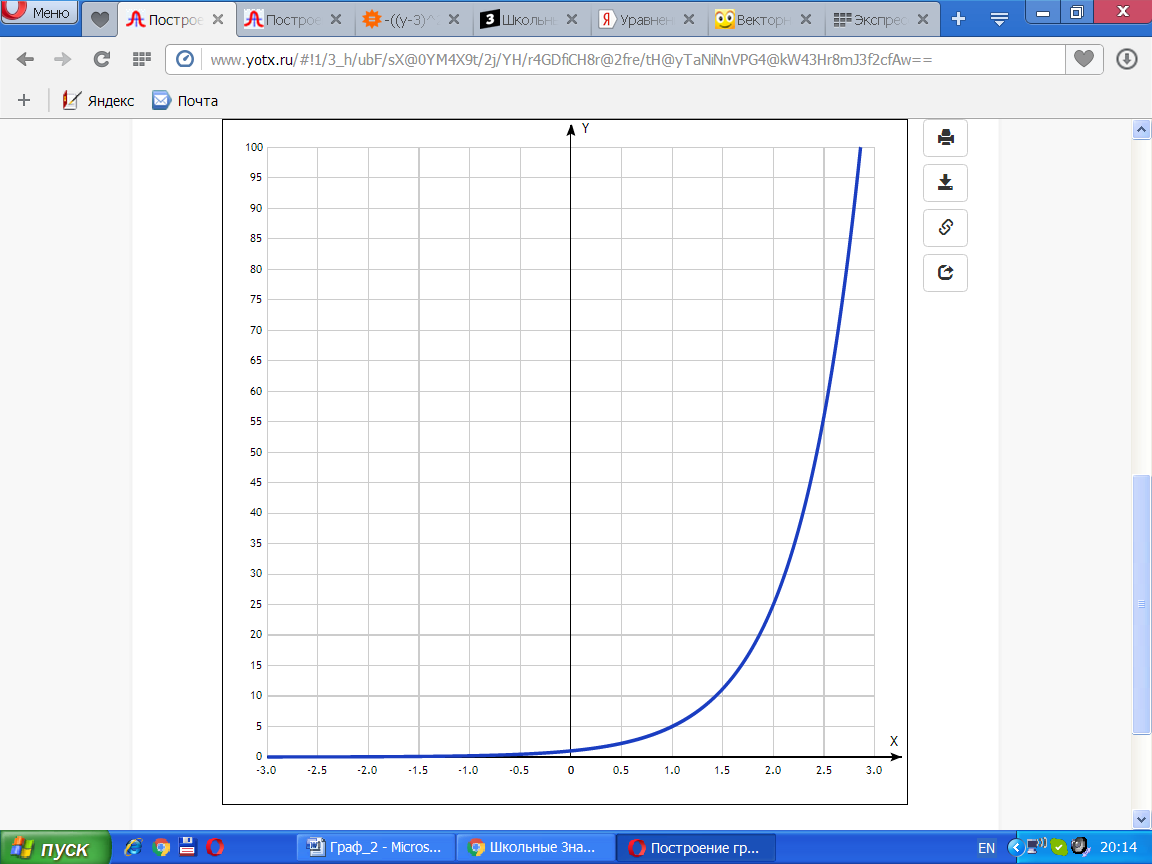 Меню
Построе
Построе
-((y-3)^
Школьн
Уравнен
Вектор
Экспрес
www.yotx.ru/#!1/3_h/ubF/sX@0YM4X9t/2j/YH/r4GDfiCH8r@2fre/tH@yTaNiNnVPG4@kW43Hr8mJ3f2cfAw==
Яндекс
Почта
Y
100
95
90
85
80
75
70
65
60
55
50
45
40
35
30
25
20
15
10
5
0
X
-3.0 -2.5 -2.0 -1.5 -1.0 -0.5 0 0.5 1.0 1.5 2.0 2.5 3.0
пуск
Граф_2 - Micros...
Школьные Зна...
Построение гр...
EN
20:14